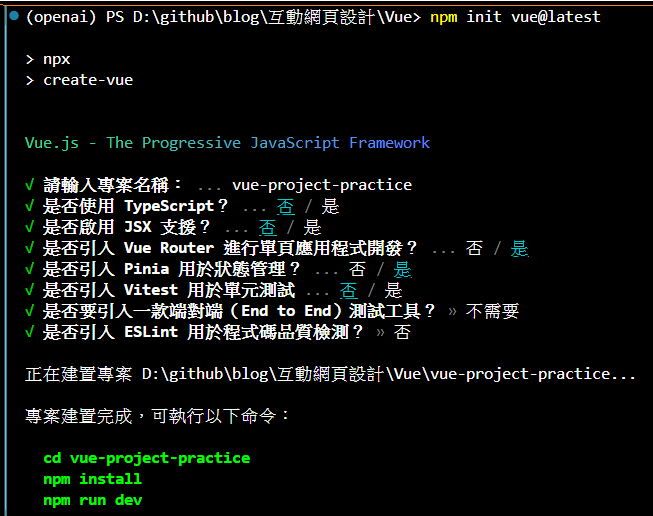 (openai) PS D:\github\blog\互動網頁設計\Vue> npm init vue@latest
> npx
> create-vue
Vue.js - The Progressive JavaScript Framework
√ 請輸入專案名稱： ... vue-project-practice
√ 是否使用 TypeScript？ ... 否 / 是
√ 是否啟用 JSX 支援？ ... 否 / 是
√ 是否引入 Vue Router 進行單頁應用程式開發？ ... 否 / 是
√ 是否引入 Pinia 用於狀態管理？ ... 否 / 是
√ 是否引入 Vitest 用於單元測試 ... 否 / 是
√ 是否要引入一款端對端（End to End）測試工具？ » 不需要
√ 是否引入 ESLint 用於程式碼品質檢測？ » 否
正在建置專案 D:\github\blog\互動網頁設計\Vue\vue-project-practice...
專案建置完成，可執行以下命令：
cd vue-project-practice
npm install
npm run dev